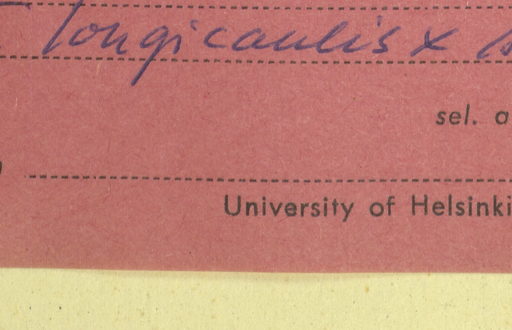 longicaulis x
sel.
University of Helsinki